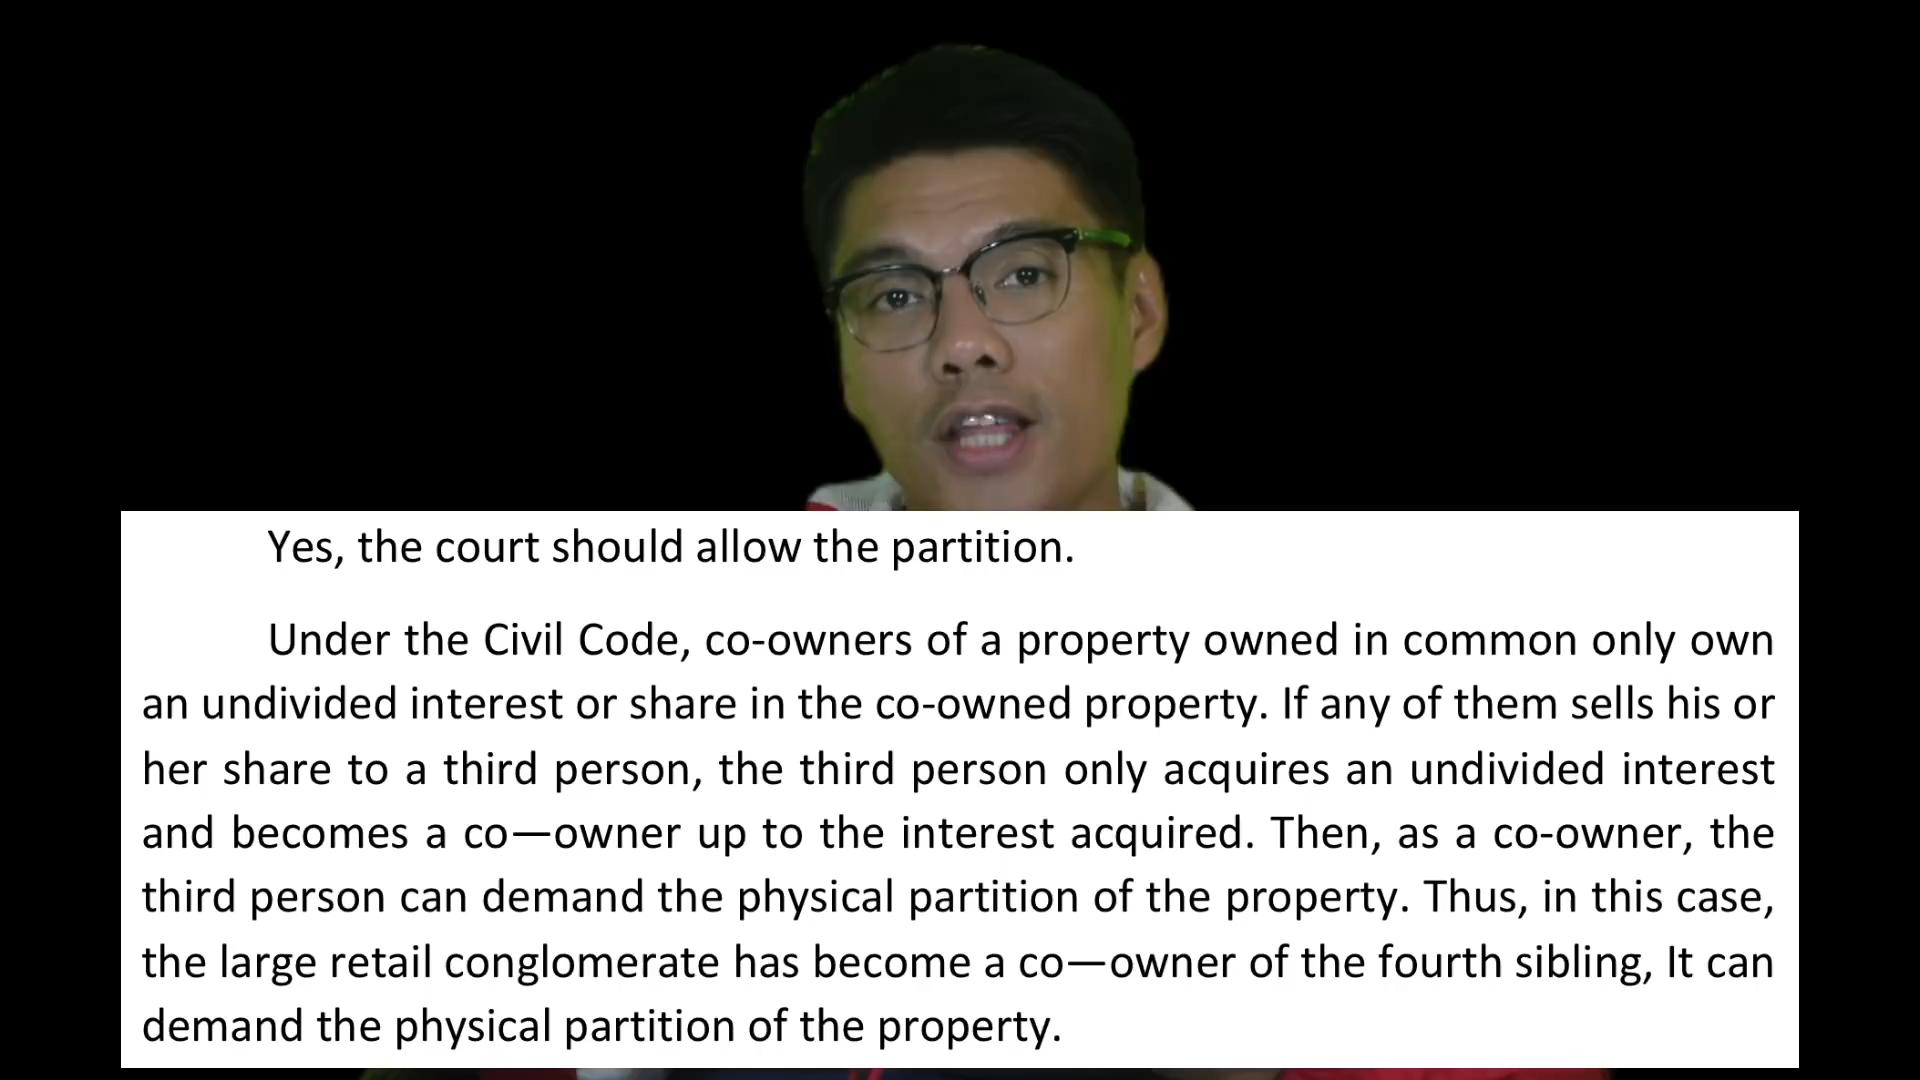 Yes, the court should allow the partition.
Under the Civil Code, co-owners of a property owned in common only own
an undivided interest or share in the co-owned property. If any of them sells his or
her share to a third person, the third person only acquires an undivided interest
and becomes a co—owner up to the interest acquired. Then, as a co-owner, the
third person can demand the physical partition of the property. Thus, in this case,
the large retail conglomerate has become a co—owner of the fourth sibling, It can
demand the physical partition of the property.